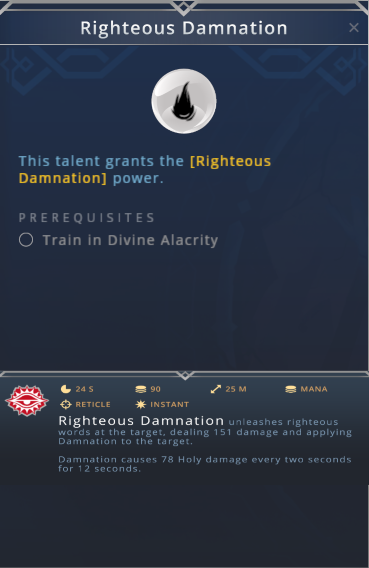 Righteous Damnation
This talent grants the [Righteous
Damnation] power.
PREREQUISITES
Train in Divine Alacrity
24 S 90 25 M MANA
RETICLE INSTANT
Righteous Damnation unleashes righteous
words at the target, dealing 151 damage and applying
Damnation to the target.
Damnation causes 78 Holy damage every two seconds
for 12 seconds.